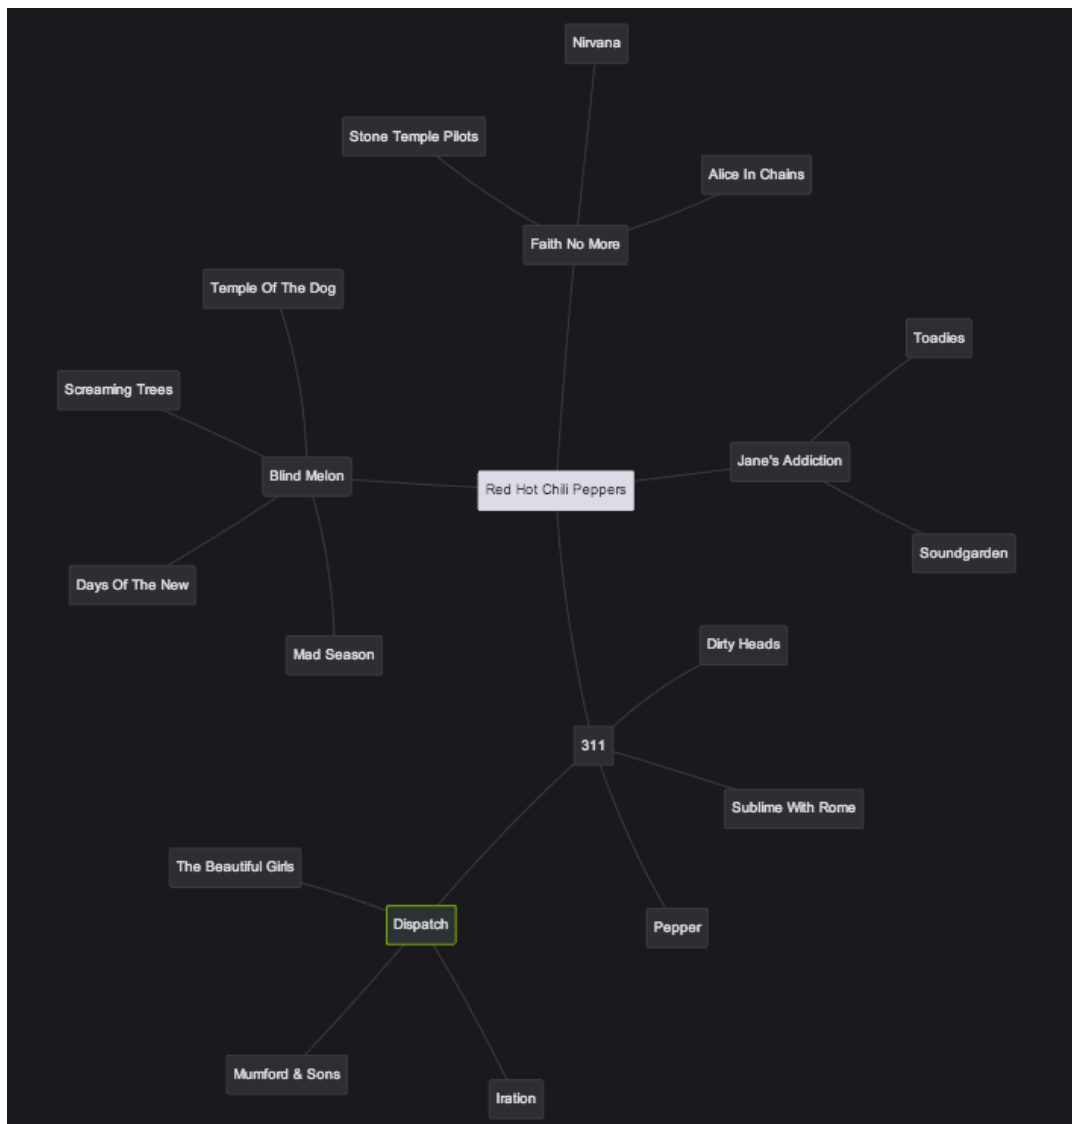 Nirvana
Stone Temple Pilots
Alice In Chains
Faith No More
Temple Of The Dog
Toadies
Screaming Trees
Jane's Addiction
Blind Melon
Red Hot Chili Peppers
Soundgarden
Days Of The New
Dirty Heads
Mad Season
311
Sublime With Rome
The Beautiful Girls
Dispatch
Pepper
Mumford & Sons
Iration